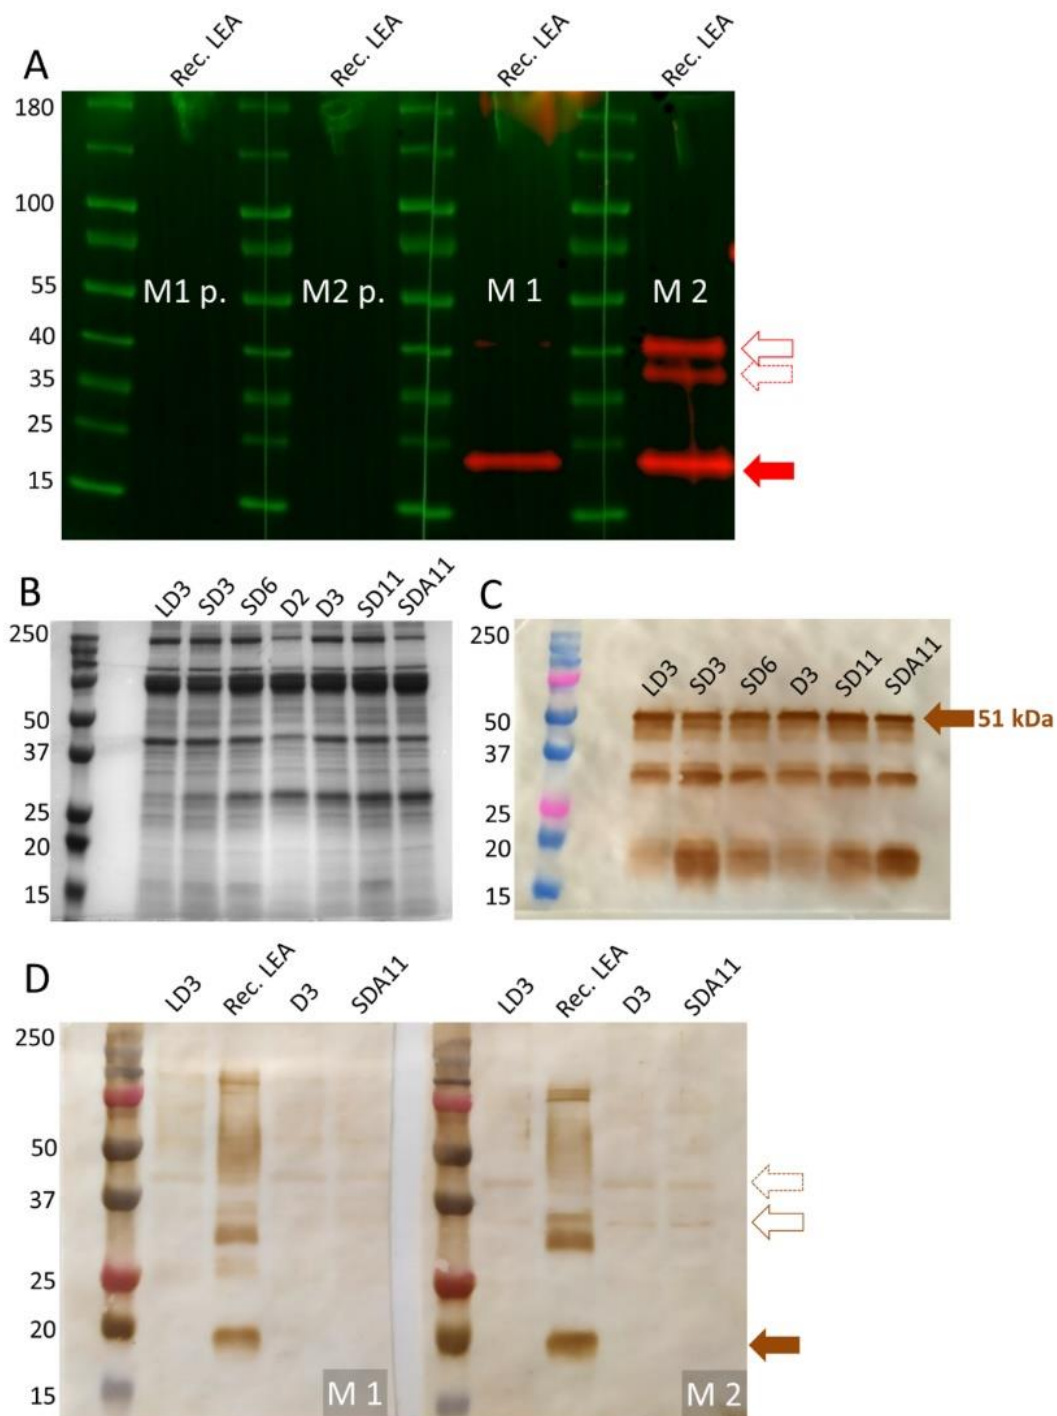 A
Rec. LEA Rec. LEA Rec. LEA Rec. LEA
180
100
55
40
35
25
15
M1 p. M2 p. M 1 M 2
B
LD3 SD3 SD6 D2 D3 SD11 SDA11
250
50
37
25
20
15
C
LD3 SD3 SD6 D3 SD11 SDA11
250
50
37
25
20
15
51 kDa
D
LD3 Rec. LEA D3 SDA11 LD3 Rec. LEA D3 SDA11
250
50
37
25
20
15
M 1 M 2